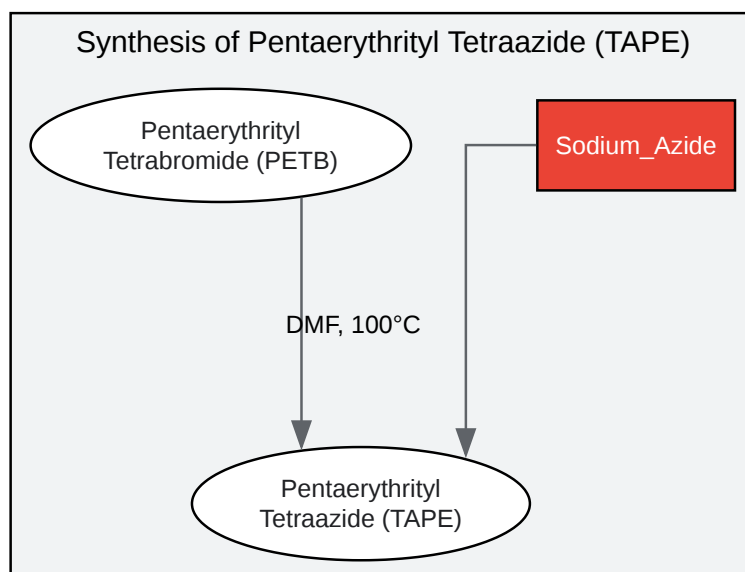 Synthesis of Pentaerythrityl Tetraazide (TAPE)
Pentaerythrityl
Tetrabromide (PETB)
Sodium_Azide
DMF, 100°C
Pentaerythrityl
Tetraazide (TAPE)